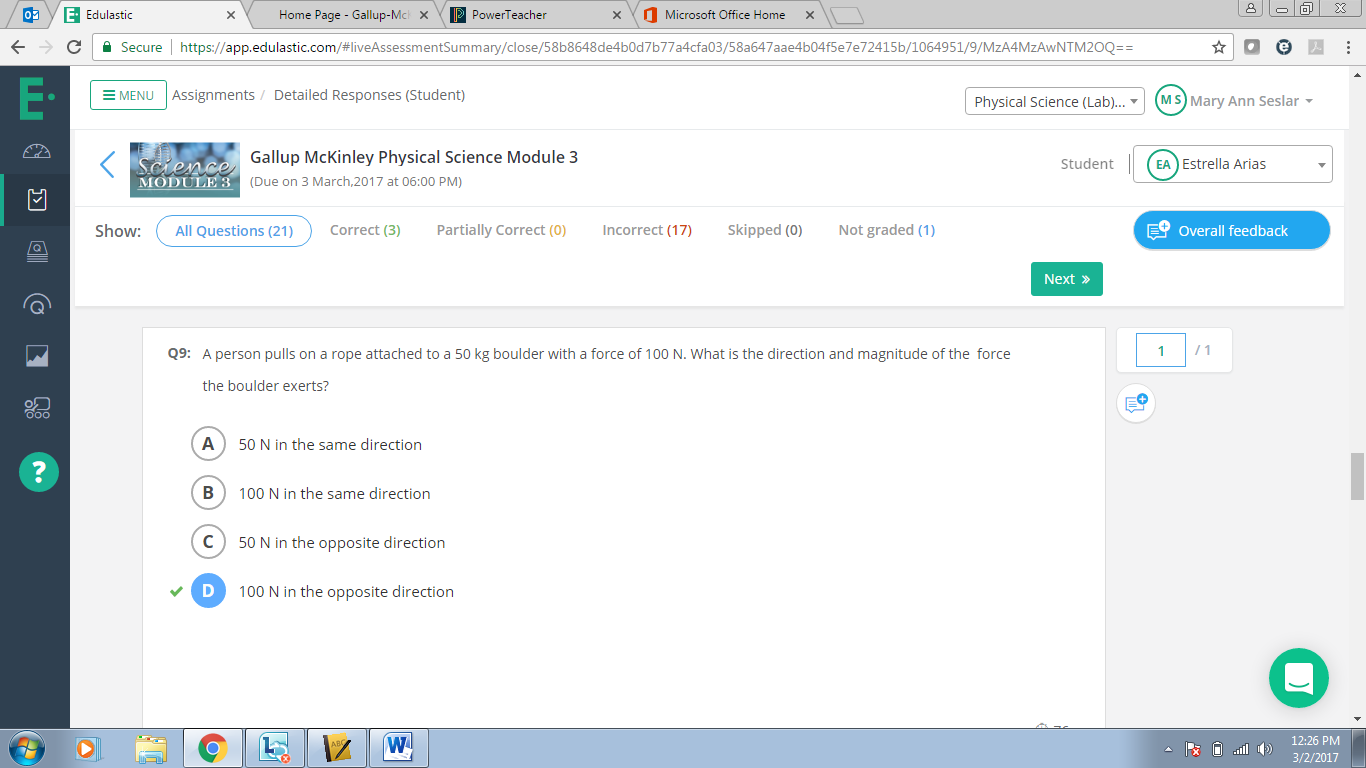 Edulastic
Home Page - Gallup-McK
PowerTeacher
Microsoft Office Home
Secure
https://app.edulastic.com/#liveAssessmentSummary/close/58b8648de4b0d7b77a4cfa03/58a647aae4b04f5e7e72415b/1064951/9/MzA4MzAwNTM2OQ==
E
MENU
Assignments / Detailed Responses (Student)
Physical Science (Lab)...
MS Mary Ann Seslar
Science
MODULE 3
Gallup McKinley Physical Science Module 3
(Due on 3 March,2017 at 06:00 PM)
Student
EA Estrella Arias
Show: All Questions (21) Correct (3) Partially Correct (0) Incorrect (17) Skipped (0) Not graded (1)
Overall feedback
Next »
Q9: A person pulls on a rope attached to a 50 kg boulder with a force of 100 N. What is the direction and magnitude of the force
the boulder exerts?
1 / 1
A 50 N in the same direction
B 100 N in the same direction
C 50 N in the opposite direction
D 100 N in the opposite direction
?
12:26 PM
3/2/2017